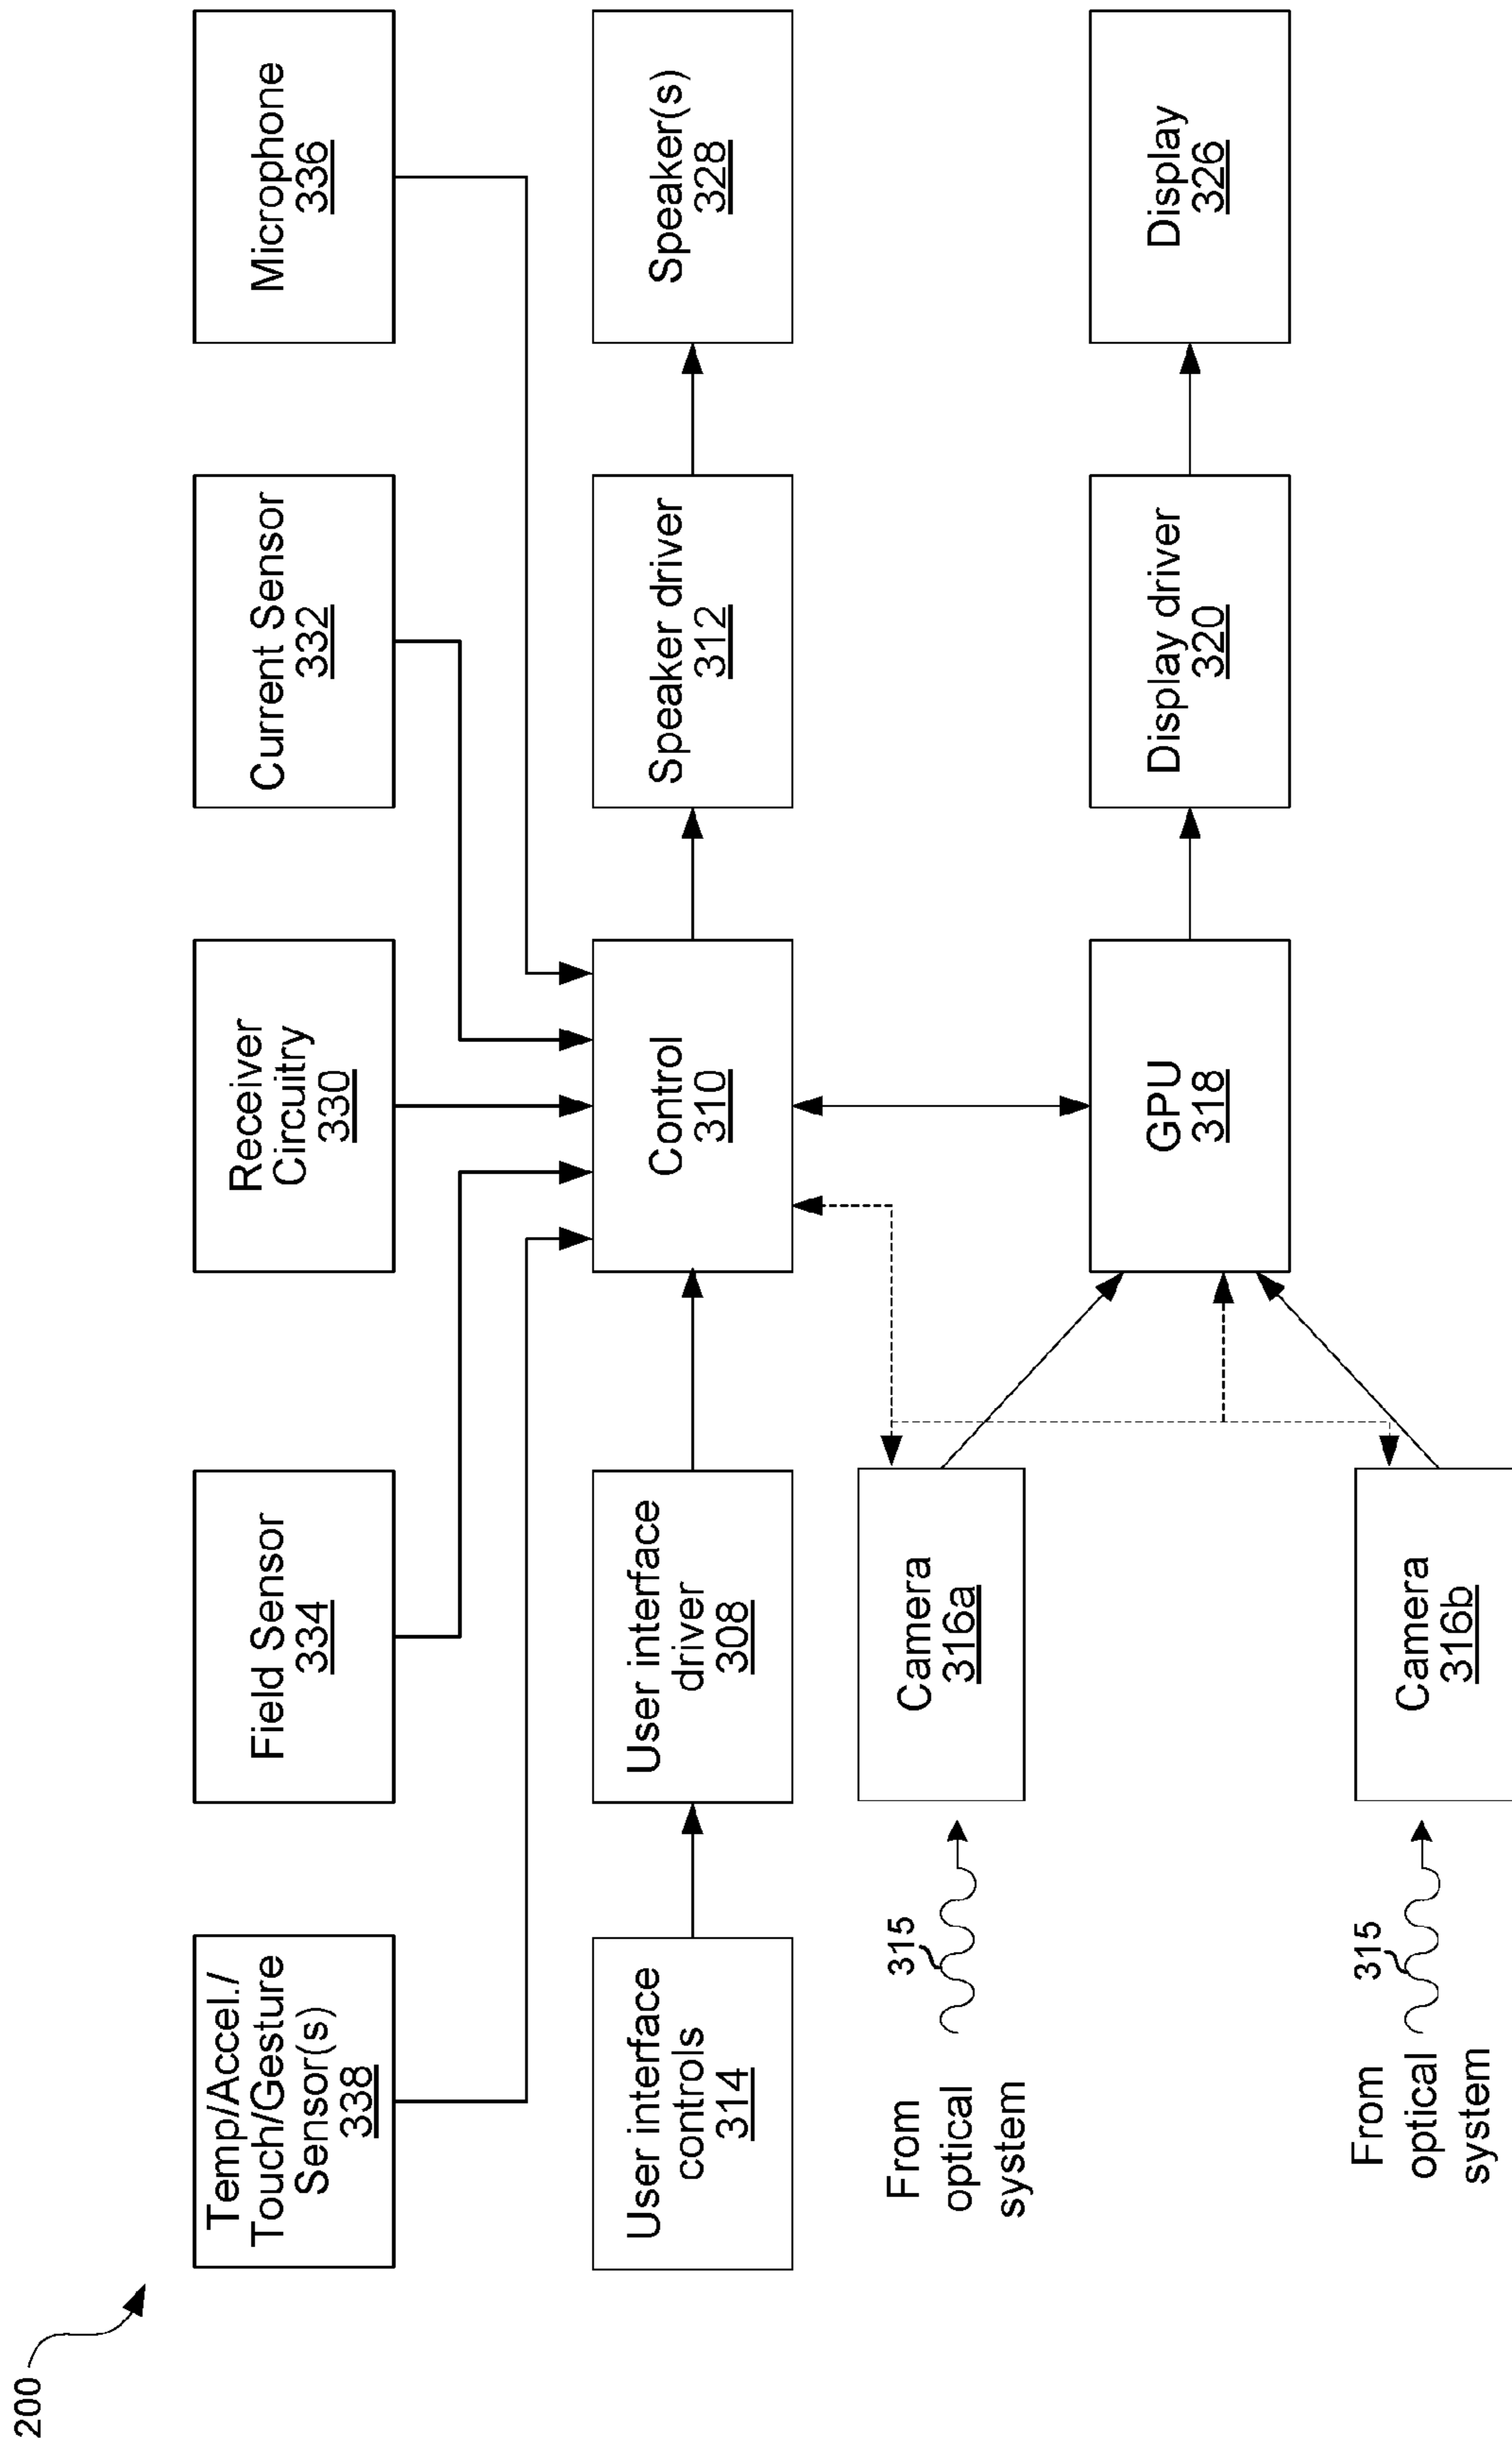 200
Temp/Accel./
Touch/Gesture
Sensor(s)
338
Field Sensor
334
Receiver
Circuitry
330
Current Sensor
332
Microphone
336
User interface
controls
314
User interface
driver
308
Control
310
Speaker driver
312
Speaker(s)
328
From
optical
system
315
Camera
316a
GPU
318
Display driver
320
Display
326
From
optical
system
315
Camera
316b